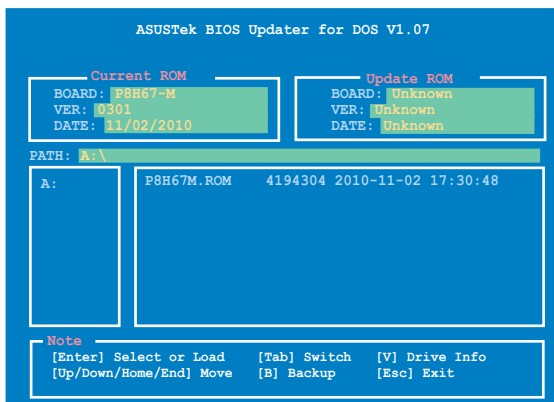 ASUSTek BIOS Updater for DOS V1.07
Current ROM
BOARD: P8H67-M
VER: 0301
DATE: 11/02/2010
Update ROM
BOARD: Unknown
VER: Unknown
DATE: Unknown
PATH: A:\
A:
P8H67M.ROM 4194304 2010-11-02 17:30:48
Note
[Enter] Select or Load [Tab] Switch [V] Drive Info
[Up/Down/Home/End] Move [B] Backup [Esc] Exit